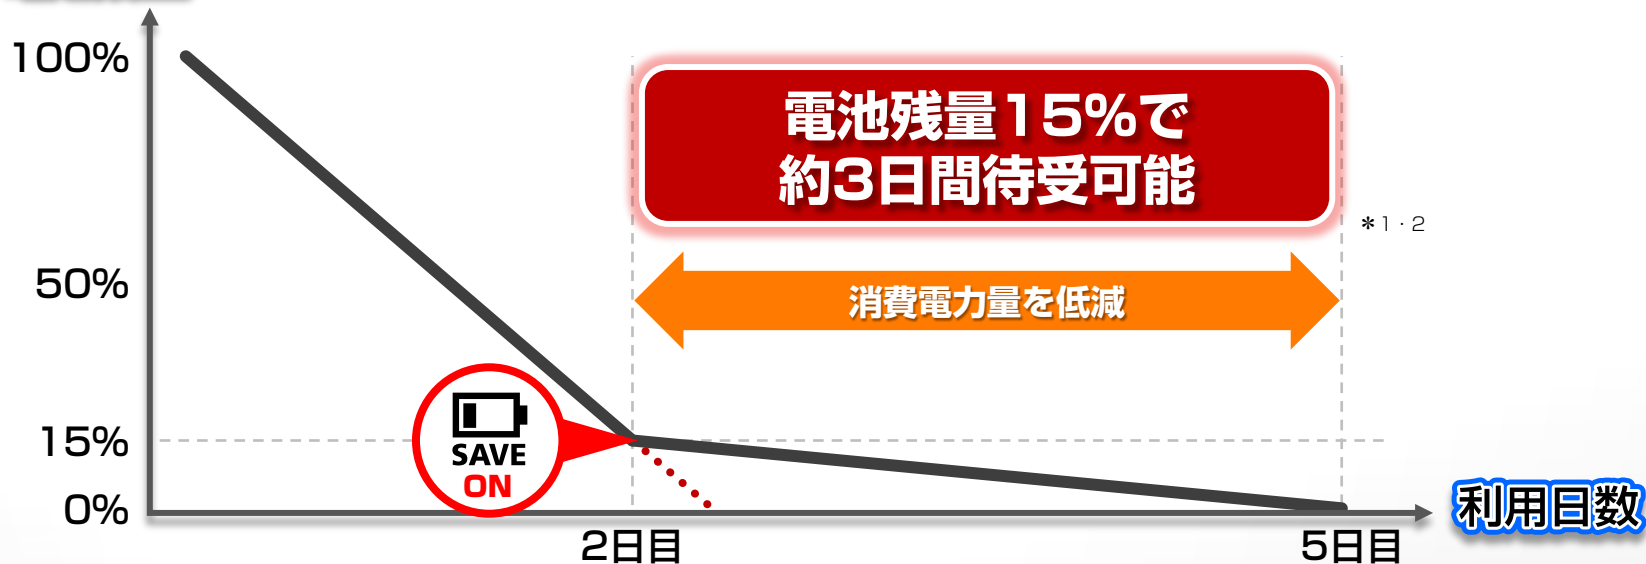 100%
電池残量15%で
約3日間待受可能
*1・2
50%
消費電力量を低減
15%
SAVE
ON
0%
利用日数
2日目
5日目